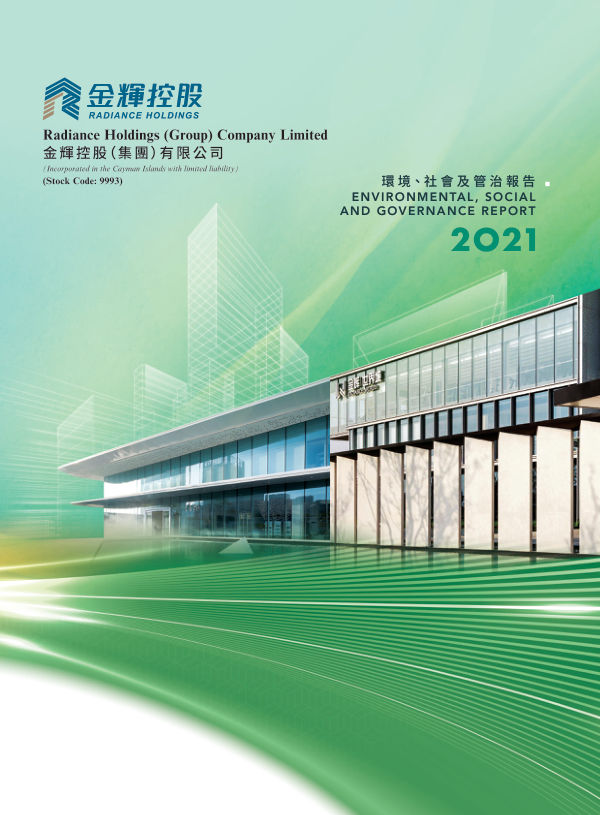 金輝控股
RADIANCE HOLDINGS
Radiance Holdings (Group) Company Limited
金輝控股(集團)有限公司
(Incorporated in the Cayman Islands with limited liability)
(Stock Code: 9993)
環境、社會及管治報告
ENVIRONMENTAL, SOCIAL
AND GOVERNANCE REPORT
2021